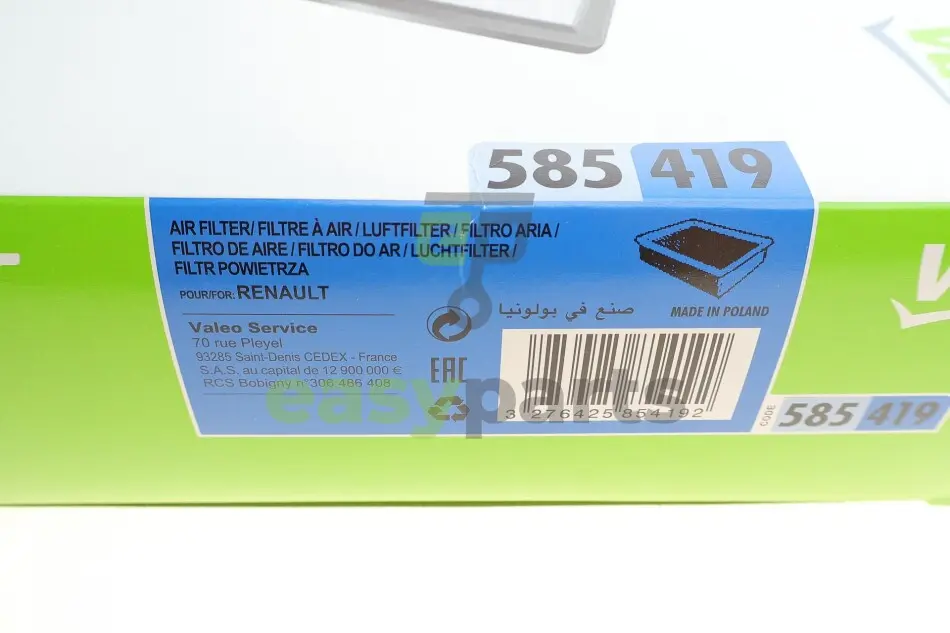 585 419
AIR FILTER/ FILTRE À AIR / LUFTFILTER / FILTRO ARIA /
FILTRO DE AIRE / FILTRO DO AR / LUCHTFILTER /
FILTR POWIETRZA
POUR/FOR: RENAULT
Valeo Service
70 rue Pleyel
93285 Saint-Denis CEDEX - France
S.A.S. au capital de 12 900 000 €
RCS Bobigny n°306 486 408
EAC
صنع في بولونيا
MADE IN POLAND
3 276425 854192
CODE 585 419
easyparts